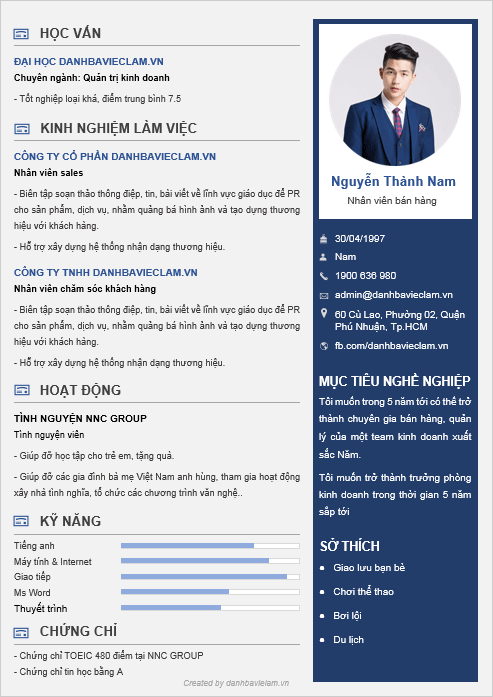 HỌC VẤN
ĐẠI HỌC DANHBAVIECLAM.VN
Chuyên ngành: Quản trị kinh doanh
- Tốt nghiệp loại khá, điểm trung bình 7.5
KINH NGHIỆM LÀM VIỆC
CÔNG TY CỔ PHẦN DANHBAVIECLAM.VN
Nhân viên sales
- Biên tập soạn thảo thông điệp, tin, bài viết về lĩnh vực giáo dục để PR
cho sản phẩm, dịch vụ, nhằm quảng bá hình ảnh và tạo dựng thương
hiệu với khách hàng.
- Hỗ trợ xây dựng hệ thống nhận dạng thương hiệu.
CÔNG TY TNHH DANHBAVIECLAM.VN
Nhân viên chăm sóc khách hàng
- Biên tập soạn thảo thông điệp, tin, bài viết về lĩnh vực giáo dục để PR
cho sản phẩm, dịch vụ, nhằm quảng bá hình ảnh và tạo dựng thương
hiệu với khách hàng.
- Hỗ trợ xây dựng hệ thống nhận dạng thương hiệu.
HOẠT ĐỘNG
TÌNH NGUYỆN NNC GROUP
Tình nguyện viên
- Giúp đỡ học tập cho trẻ em, tặng quà.
- Giúp đỡ các gia đình bà mẹ Việt Nam anh hùng, tham gia hoạt động
xây nhà tình nghĩa, tổ chức các chương trình văn nghệ..
KỸ NĂNG
Tiếng anh
Máy tính & Internet
Giao tiếp
Ms Word
Thuyết trình
CHỨNG CHỈ
- Chứng chỉ TOEIC 480 điểm tại NNC GROUP
- Chứng chỉ tin học bằng A
Created by danhbavielam.vn
Nguyễn Thành Nam
Nhân viên bán hàng
30/04/1997
Nam
1900 636 980
admin@danhbavieclam.vn
60 Cù Lao, Phường 02, Quận
Phú Nhuận, Tp.HCM
fb.com/danhbavieclam.vn
MỤC TIÊU NGHỀ NGHIỆP
Tôi muốn trong 5 năm tới có thể trở
thành chuyên gia bán hàng, quản
lý của một team kinh doanh xuất
sắc Năm.
Tôi muốn trở thành trưởng phòng
kinh doanh trong thời gian 5 năm
sắp tới
SỞ THÍCH
Giao lưu bạn bè
Chơi thể thao
Bơi lội
Du lịch